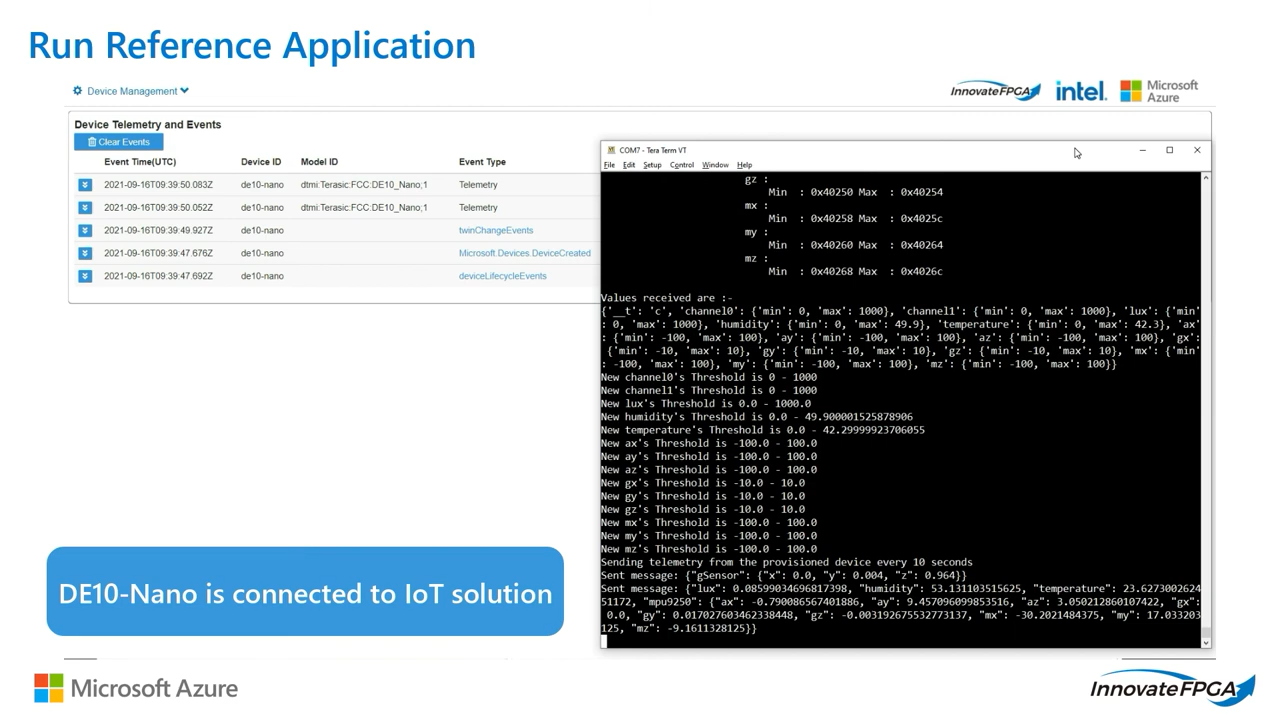 Run Reference Application
Device Management
InnovateFPGA intel. Microsoft Azure
Device Telemetry and Events
Clear Events
Event Time(UTC) Device ID Model ID Event Type
2021-09-16T09:39:50.083Z de10-nano dtmi:Terasic:FCC:DE10_Nano;1 Telemetry
2021-09-16T09:39:50.052Z de10-nano dtmi:Terasic:FCC:DE10_Nano;1 Telemetry
2021-09-16T09:39:49.927Z de10-nano twinChangeEvents
2021-09-16T09:39:47.676Z de10-nano Microsoft.Devices.DeviceCreated
2021-09-16T09:39:47.692Z de10-nano deviceLifecycleEvents
COM7 - Tera Term VT
File Edit Setup Control Window Help
gz :
Min : 0x40250 Max : 0x40254
mx :
Min : 0x40258 Max : 0x4025c
my :
Min : 0x40260 Max : 0x40264
mz :
Min : 0x40268 Max : 0x4026c
Values received are :-
{'__t': 'c', 'channel0': {'min': 0, 'max': 1000}, 'channel1': {'min': 0, 'max': 1000}, 'lux': {'min'
: 0, 'max': 1000}, 'humidity': {'min': 0, 'max': 49.9}, 'temperature': {'min': 0, 'max': 42.3}, 'ax'
: {'min': -100, 'max': 100}, 'ay': {'min': -100, 'max': 100}, 'az': {'min': -100, 'max': 100}, 'gx':
{'min': -10, 'max': 10}, 'gy': {'min': -10, 'max': 10}, 'gz': {'min': -10, 'max': 10}, 'mx': {'min'
: -100, 'max': 100}, 'my': {'min': -100, 'max': 100}, 'mz': {'min': -100, 'max': 100}}
New channel0's Threshold is 0 - 1000
New channel1's Threshold is 0 - 1000
New lux's Threshold is 0.0 - 1000.0
New humidity's Threshold is 0.0 - 49.900001525878906
New temperature's Threshold is 0.0 - 42.29999923706055
New ax's Threshold is -100.0 - 100.0
New ay's Threshold is -100.0 - 100.0
New az's Threshold is -100.0 - 100.0
New gx's Threshold is -10.0 - 10.0
New gy's Threshold is -10.0 - 10.0
New gz's Threshold is -10.0 - 10.0
New mx's Threshold is -100.0 - 100.0
New my's Threshold is -100.0 - 100.0
New mz's Threshold is -100.0 - 100.0
Sending telemetry from the provisioned device every 10 seconds
Sent message: {"gSensor": {"x": 0.0, "y": 0.004, "z": 0.964}}
Sent message: {"lux": 0.08599034696817398, "humidity": 53.131103515625, "temperature": 23.6273002624
51172, "mpu9250": {"ax": -0.790086567401886, "ay": 9.457096099853516, "az": 3.050212860107422, "gx":
0.0, "gy": 0.017027603462338448, "gz": -0.003192675532773137, "mx": -30.2021484375, "my": 17.033203
125, "mz": -9.1611328125}}
DE10-Nano is connected to IoT solution
Microsoft Azure
InnovateFPGA